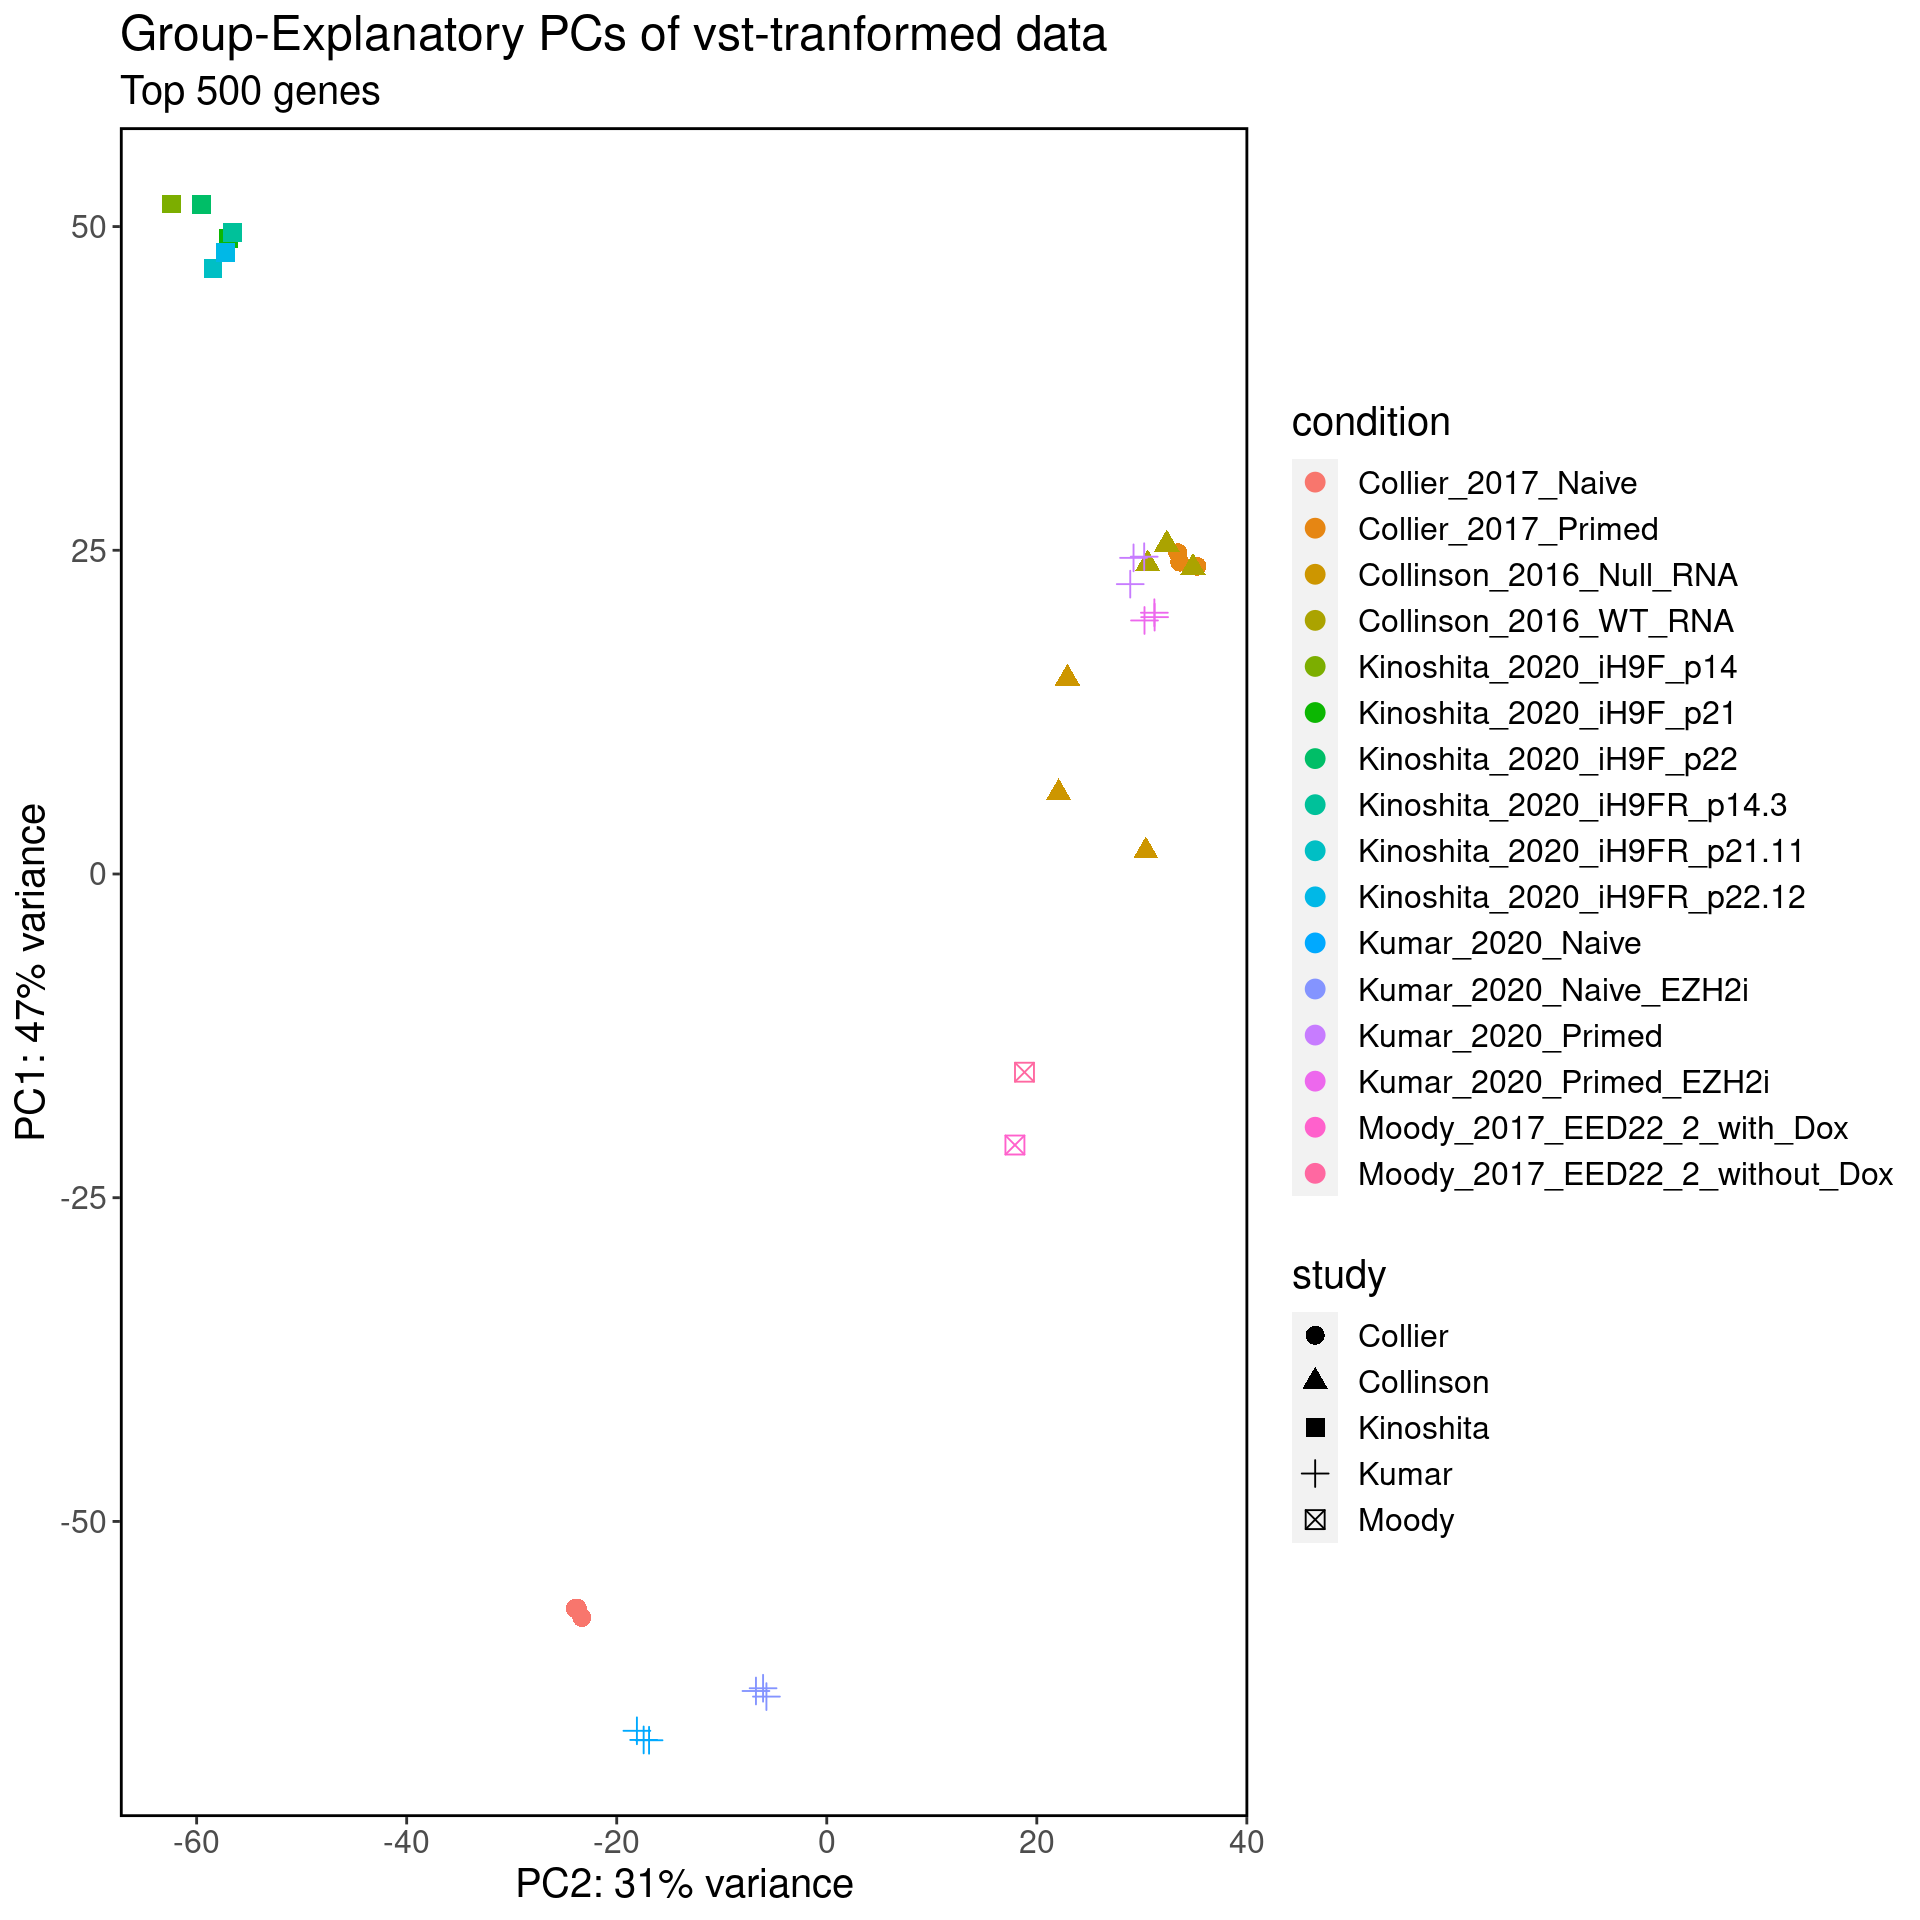 Group-Explanatory PCs of vst-tranformed data
Top 500 genes
50
25
0
-25
-50
PC1: 47% variance
-60
-40
-20
0
20
40
PC2: 31% variance
condition
Collier_2017_Naive
Collier_2017_Primed
Collinson_2016_Null_RNA
Collinson_2016_WT_RNA
Kinoshita_2020_iH9F_p14
Kinoshita_2020_iH9F_p21
Kinoshita_2020_iH9F_p22
Kinoshita_2020_iH9FR_p14.3
Kinoshita_2020_iH9FR_p21.11
Kinoshita_2020_iH9FR_p22.12
Kumar_2020_Naive
Kumar_2020_Naive_EZH2i
Kumar_2020_Primed
Kumar_2020_Primed_EZH2i
Moody_2017_EED22_2_with_Dox
Moody_2017_EED22_2_without_Dox
study
Collier
Collinson
Kinoshita
Kumar
Moody